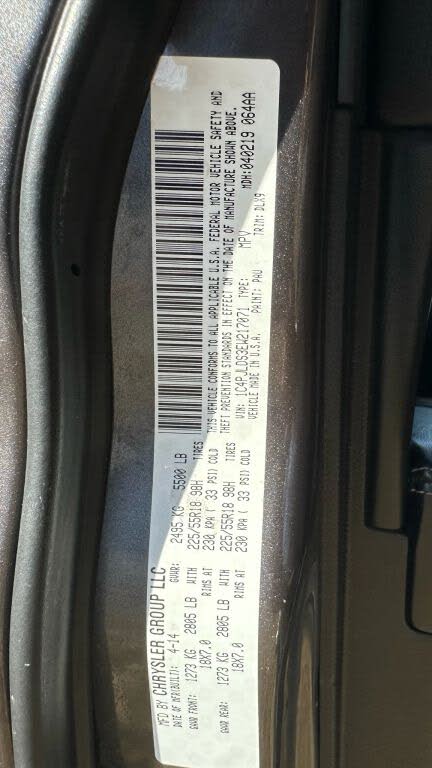 MFD BY CHRYSLER GROUP LLC
DATE OF MFR(BUILT): 4-14 GVWR: 2495 KG 5500 LB
GAWR FRONT: 1273 KG 2805 LB WITH 225/55R18 98H TIRES
RIMS AT 18X7.0 230 KPA ( 33 PSI) COLD
GAWR REAR: 1273 KG 2805 LB WITH 225/55R18 98H TIRES
RIMS AT 18X7.0 230 KPA ( 33 PSI) COLD
THIS VEHICLE CONFORMS TO ALL APPLICABLE U.S.A. FEDERAL MOTOR VEHICLE SAFETY AND
THEFT PREVENTION STANDARDS IN EFFECT ON THE DATE OF MANUFACTURE SHOWN ABOVE.
MDH: 040219 064AA
VIN: 1C4PJLDS3EW217071 TYPE: MPV
VEHICLE MADE IN U.S.A. PAINT: PAU TRIM: DLX9